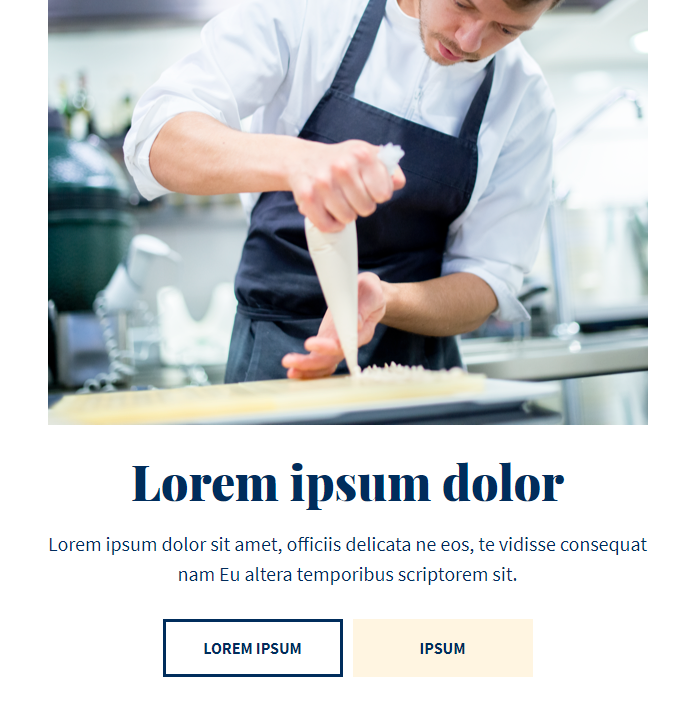 Lorem ipsum dolor
Lorem ipsum dolor sit amet, officiis delicata ne eos, te vidisse consequat
nam Eu altera temporibus scriptorem sit.
LOREM IPSUM
IPSUM